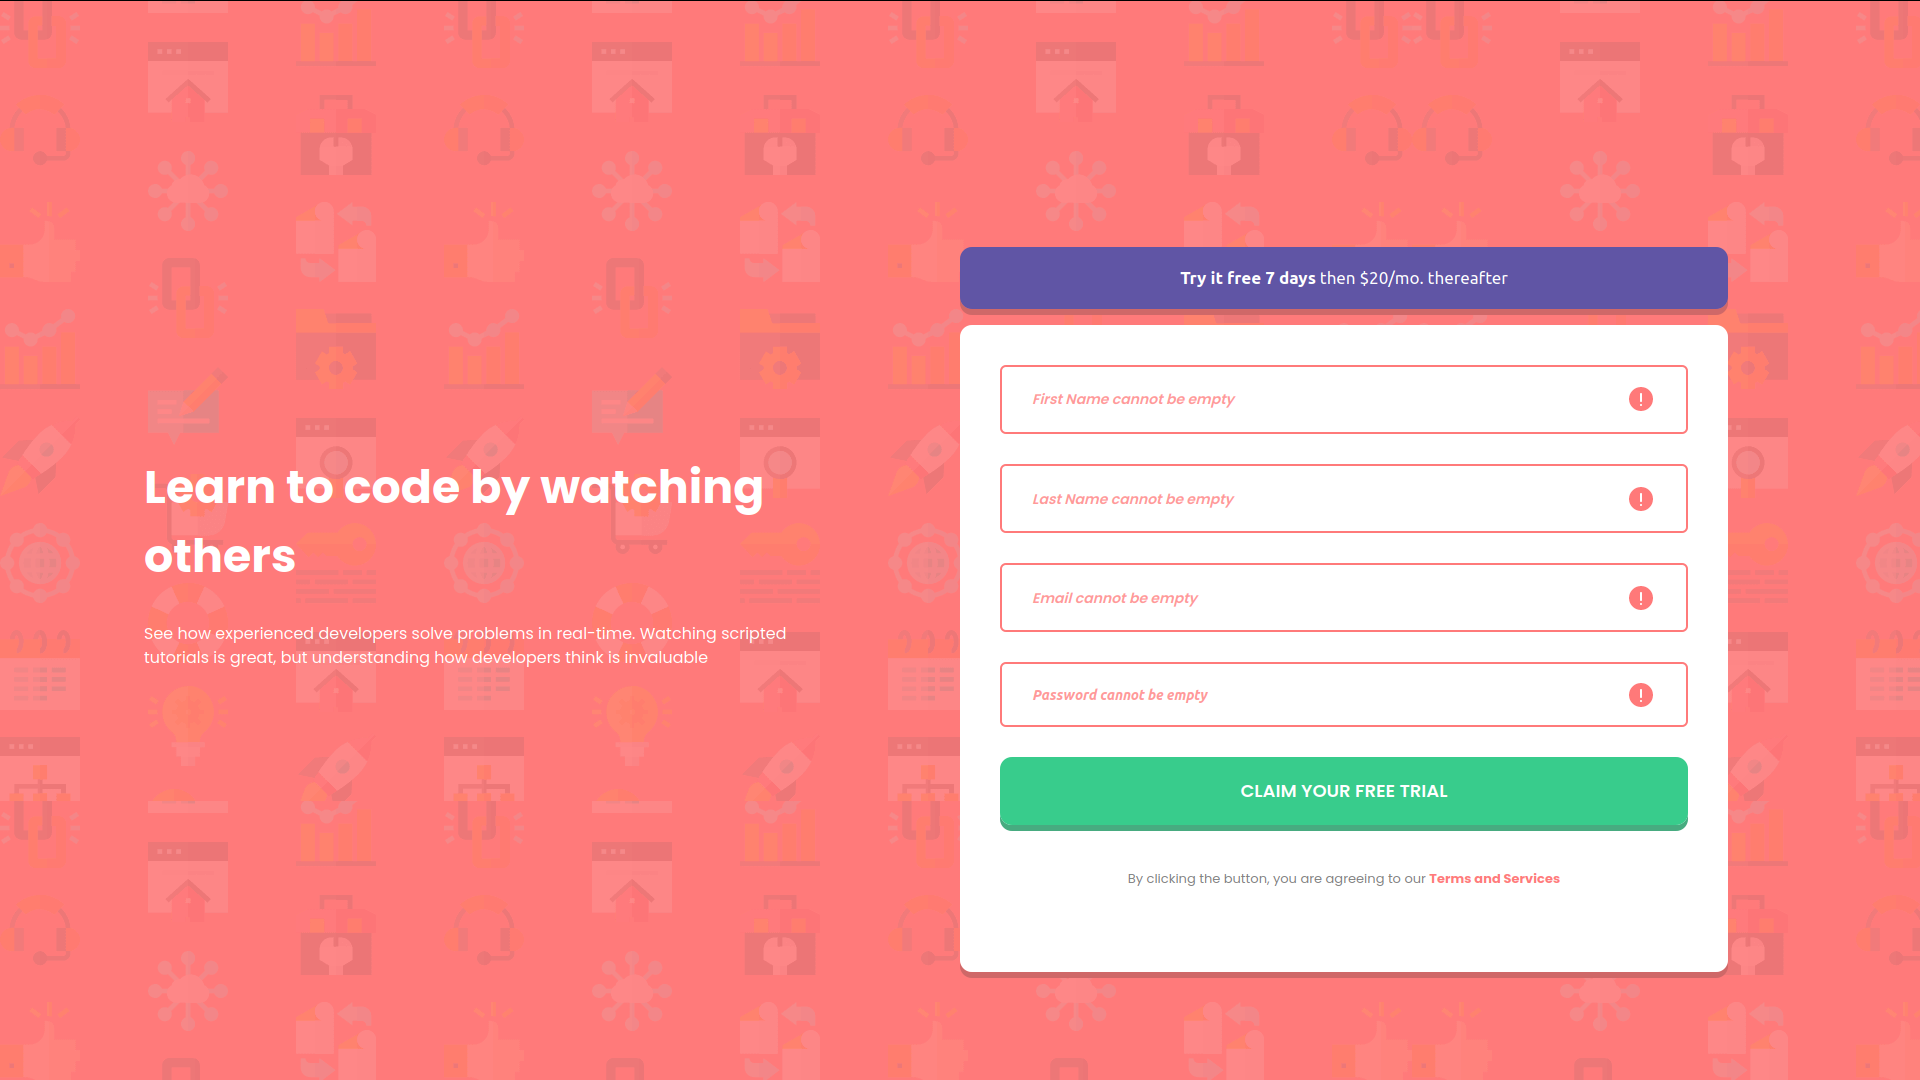 Learn to code by watching
others
See how experienced developers solve problems in real-time. Watching scripted
tutorials is great, but understanding how developers think is invaluable
Try it free 7 days then $20/mo. thereafter
First Name cannot be empty
Last Name cannot be empty
Email cannot be empty
Password cannot be empty
CLAIM YOUR FREE TRIAL
By clicking the button, you are agreeing to our Terms and Services